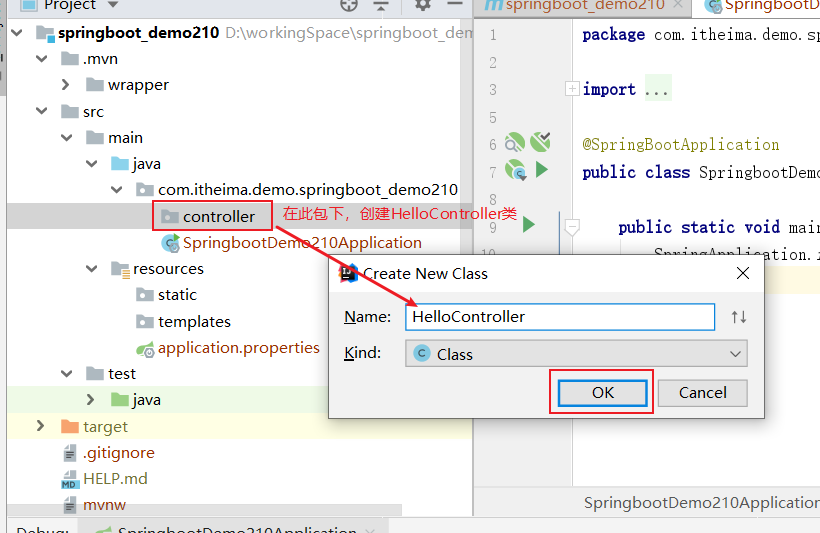 Project
springboot_demo210 D:\workingSpace\springboot_dem
.mvn
wrapper
src
main
java
com.itheima.demo.springboot_demo210
controller
在此包下，创建HelloController类
SpringbootDemo210Application
resources
static
templates
application.properties
test
java
target
.gitignore
HELP.md
mvnw
springboot_demo210
SpringbootD
1 package com.itheima.demo.sp
2
3 import ...
5
6 @SpringBootApplication
7 public class SpringbootDemo
9 public static void main
10 SpringApplication.
Create New Class
Name: HelloController
Kind: Class
OK
Cancel
SpringbootDemo210Application
Debug: SpringbootDemo210Application